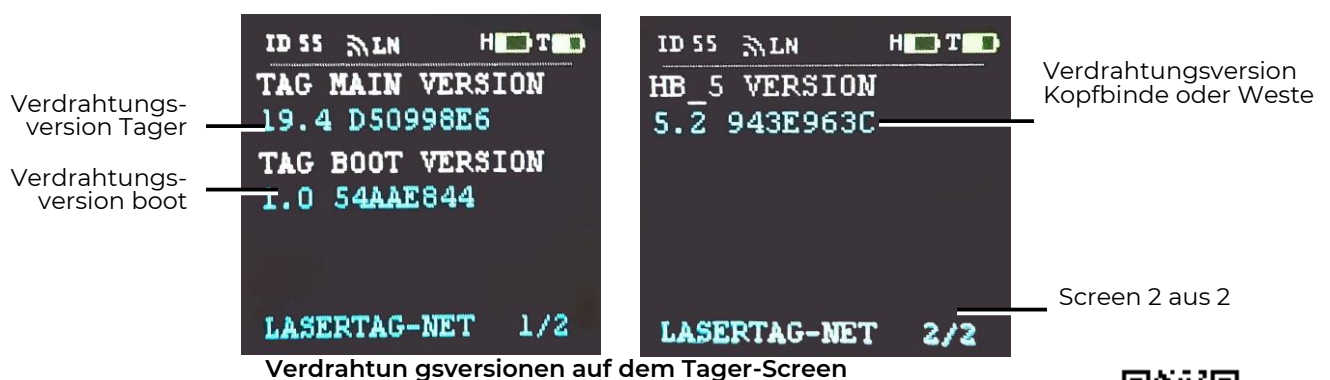 ID 55 LN H T
TAG MAIN VERSION
19.4 D50998E6
TAG BOOT VERSION
1.0 54AAE844
LASERTAG-NET 1/2
Verdrahtungs-
version Tager
Verdrahtungs-
version boot
ID 55 LN H T
HB_5 VERSION
5.2 943E963C
LASERTAG-NET 2/2
Verdrahtungsversion
Kopfbinde oder Weste
Screen 2 aus 2
Verdrahtun gsversionen auf dem Tager-Screen